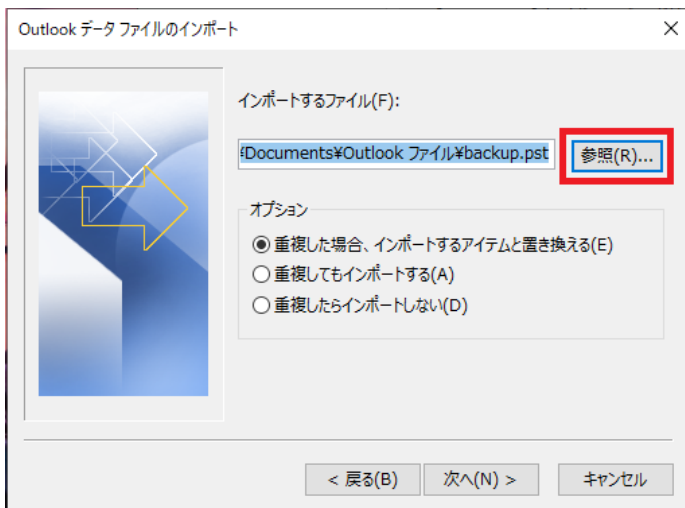 Outlook データ ファイルのインポート
インポートするファイル(F):
¥Documents¥Outlook ファイル¥backup.pst
参照(R)...
オプション
重複した場合、インポートするアイテムと置き換える(E)
重複してもインポートする(A)
重複したらインポートしない(D)
< 戻る(B)
次へ(N) >
キャンセル